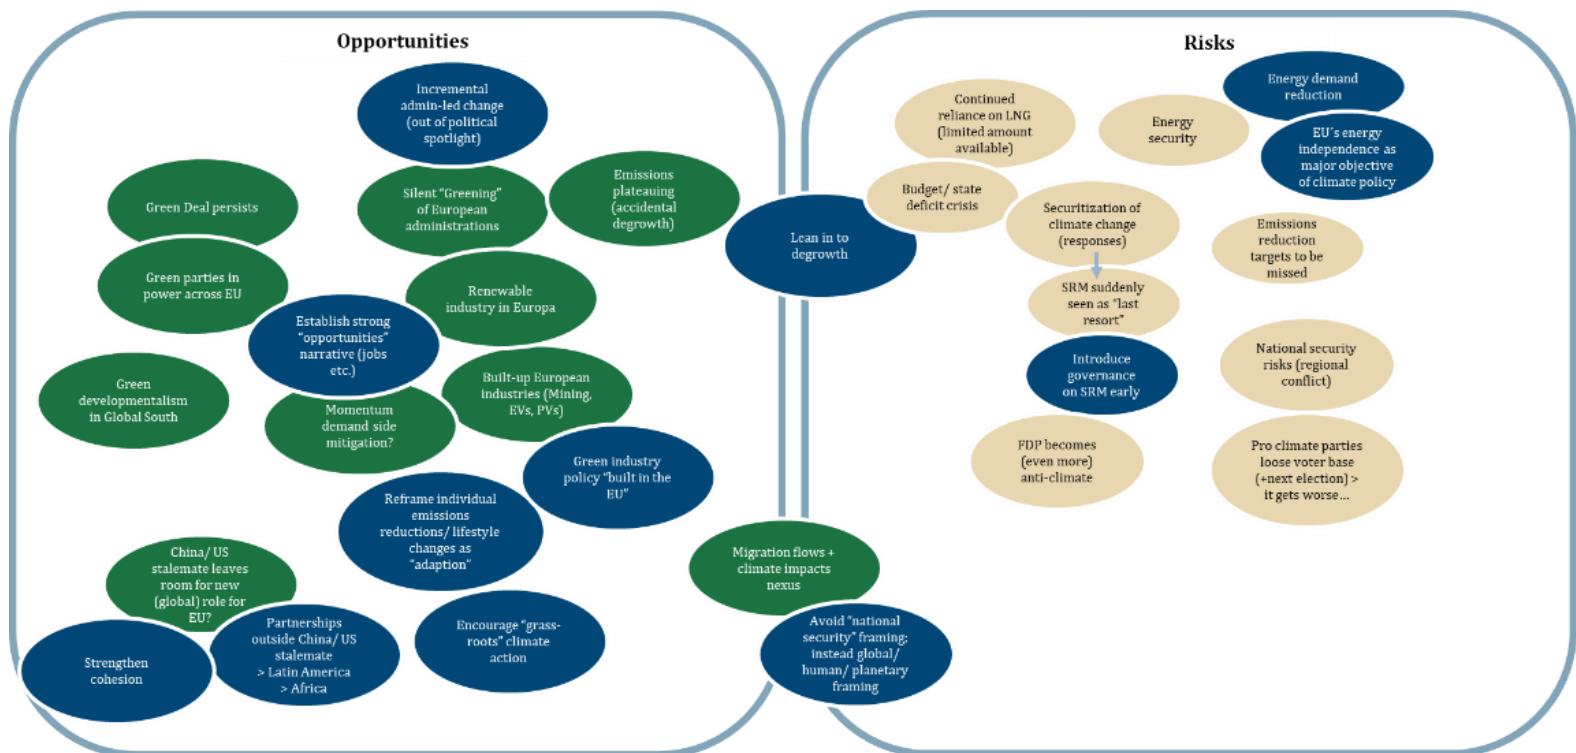 Opportunities
Incremental
admin-led change
(out of political
spotlight)
Silent “Greening”
of European
administrations
Emissions
plateauing
(accidental
degrowth)
Green Deal persists
Green parties in
power across EU
Renewable
industry in Europa
Establish strong
“opportunities”
narrative (jobs
etc.)
Built-up European
industries (Mining,
EVs, PVs)
Green
developmentalism
in Global South
Momentum
demand side
mitigation?
Green industry
policy “built in the
EU”
Reframe individual
emissions
reductions/ lifestyle
changes as
“adaption”
China/ US
stalemate leaves
room for new
(global) role for
EU?
Partnerships
outside China/ US
stalemate
> Latin America
> Africa
Strengthen
cohesion
Encourage “grass-
roots” climate
action
Lean in to
degrowth
Migration flows +
climate impacts
nexus
Avoid “national
security” framing;
instead global/
human/ planetary
framing
Risks
Energy demand
reduction
Continued
reliance on LNG
(limited amount
available)
Energy
security
EU´s energy
independence as
major objective
of climate policy
Budget/ state
deficit crisis
Securitization of
climate change
(responses)
Emissions
reduction
targets to be
missed
SRM suddenly
seen as “last
resort”
Introduce
governance
on SRM early
National security
risks (regional
conflict)
FDP becomes
(even more)
anti-climate
Pro climate parties
loose voter base
(+next election) >
it gets worse...